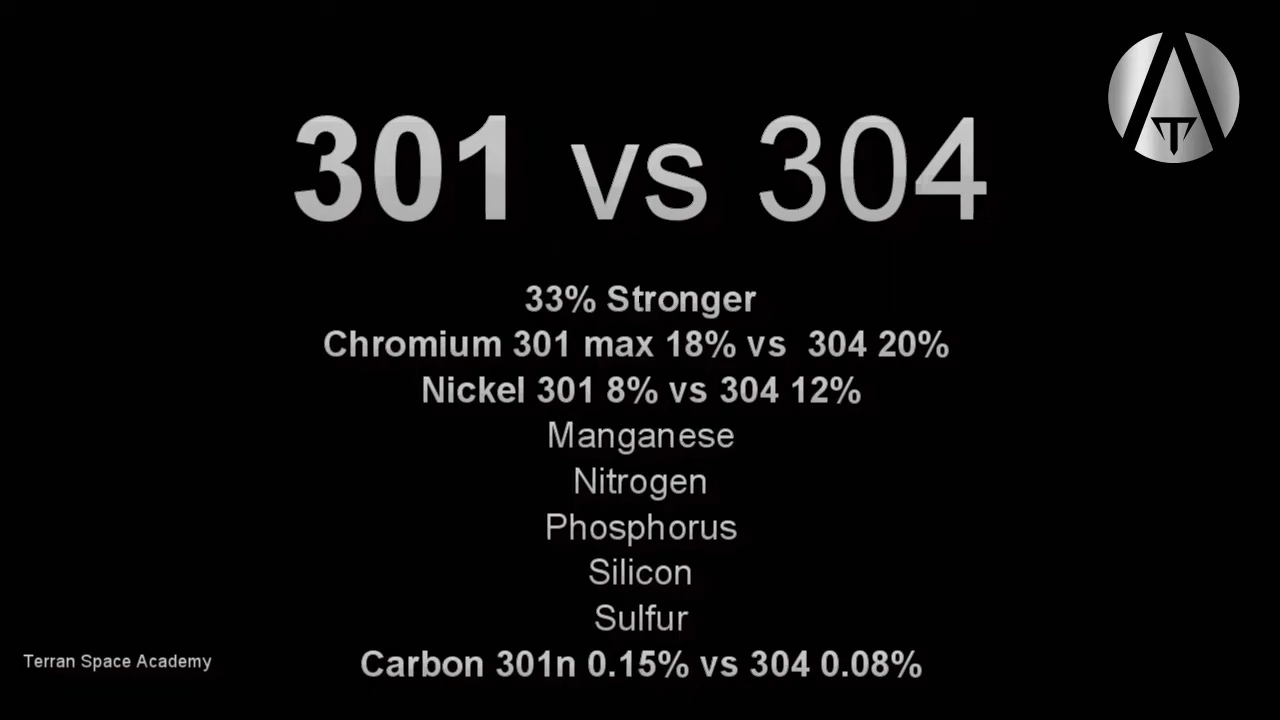 301 vs 304
33% Stronger
Chromium 301 max 18% vs  304 20%
Nickel 301 8% vs 304 12%
Manganese
Nitrogen
Phosphorus
Silicon
Sulfur
Carbon 301n 0.15% vs 304 0.08%
Terran Space Academy